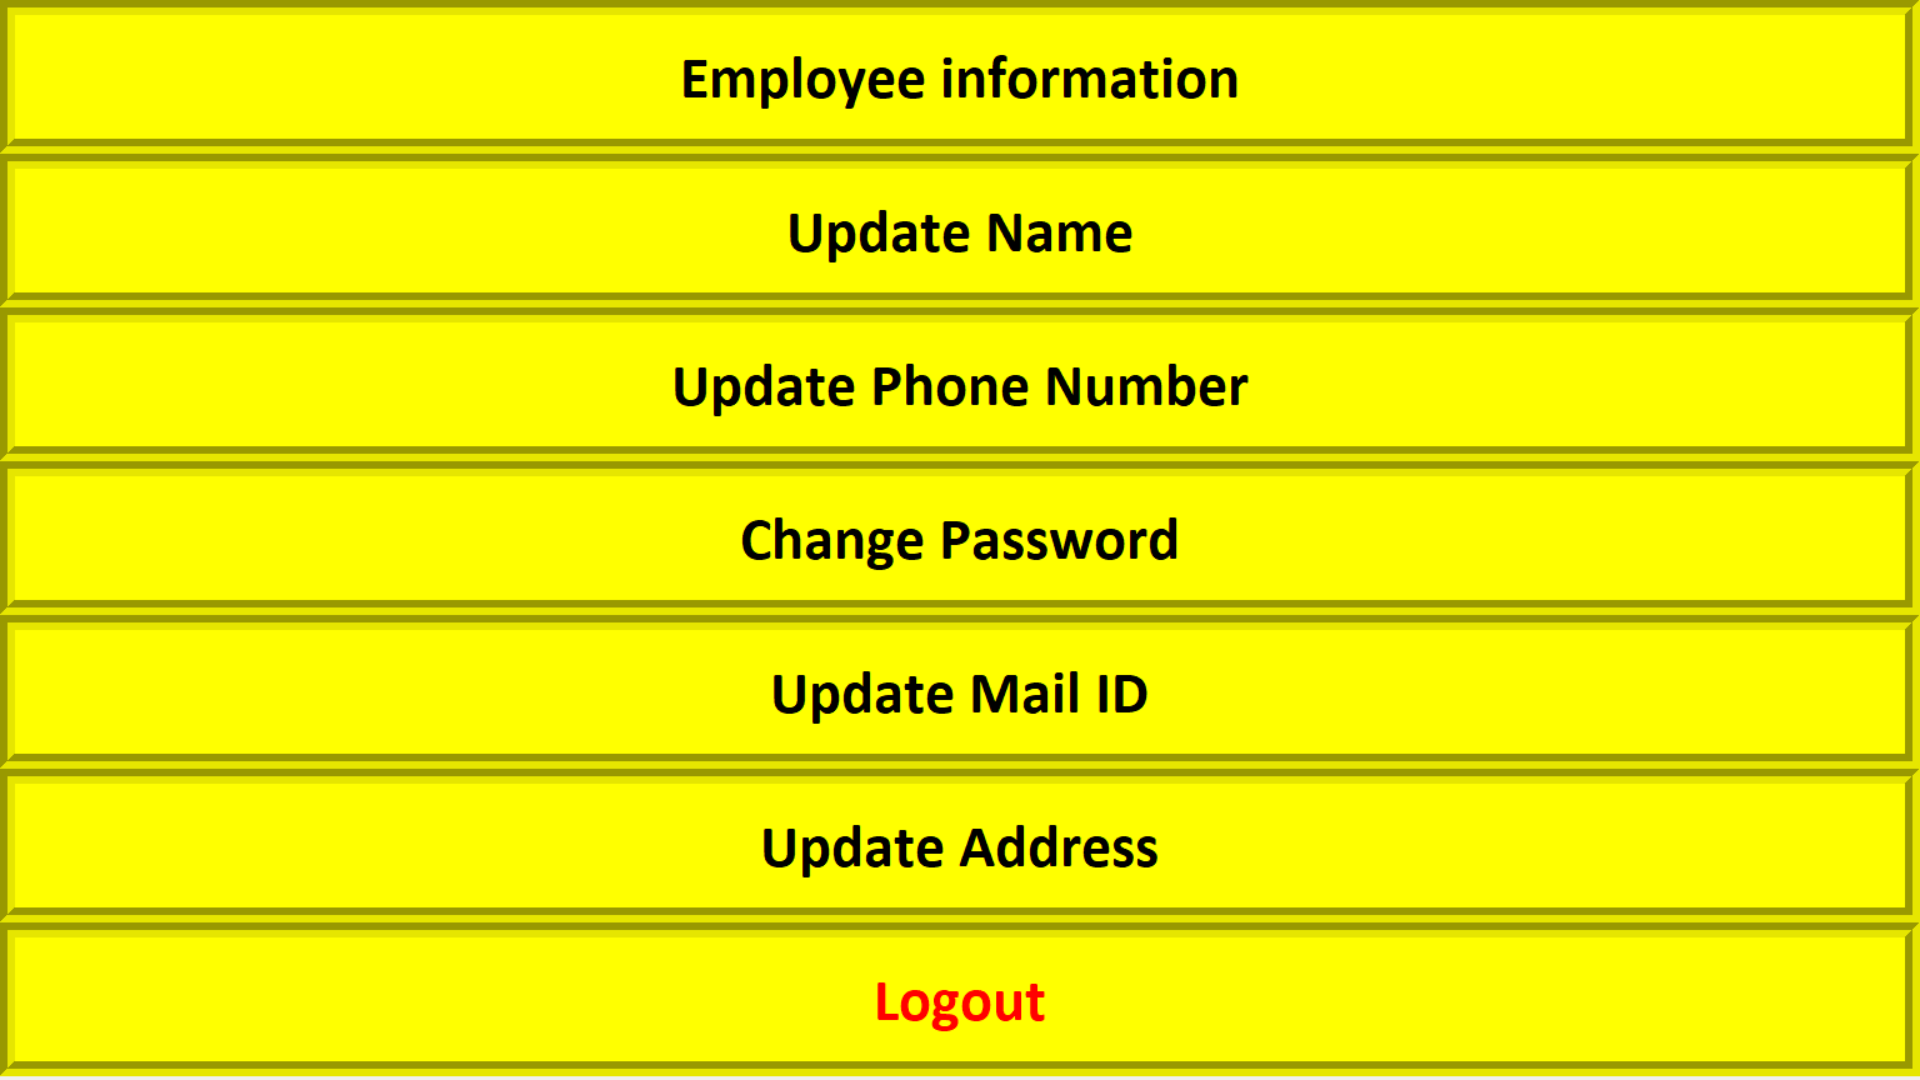 Employee information
Update Name
Update Phone Number
Change Password
Update Mail ID
Update Address
Logout